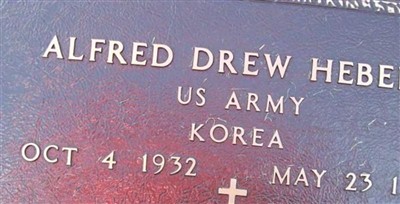 ALFRED DREW HEBE
US ARMY
KOREA
OCT 4 1932 MAY 23 1